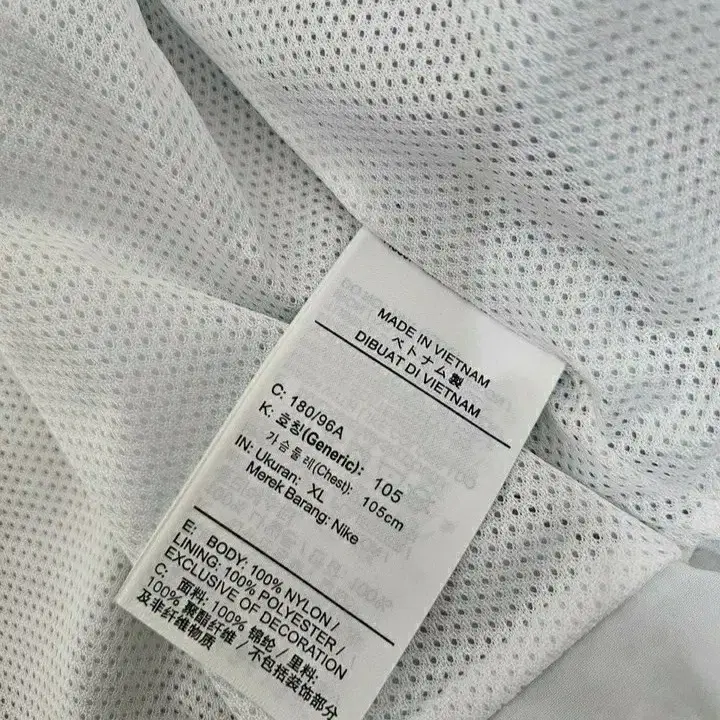 MADE IN VIETNAM
ベトナム製
DIBUAT DI VIETNAM
C: 180/96A
K: 호칭(Generic): 105
가슴둘레(Chest): 105cm
IN: Ukuran: XL
Merek Barang: Nike
E: BODY: 100% NYLON /
LINING: 100% POLYESTER /
EXCLUSIVE OF DECORATION
C: 面料: 100% 锦纶 / 里料:
100% 聚酯纤维 / 不包括装饰部分
及非纤维物质